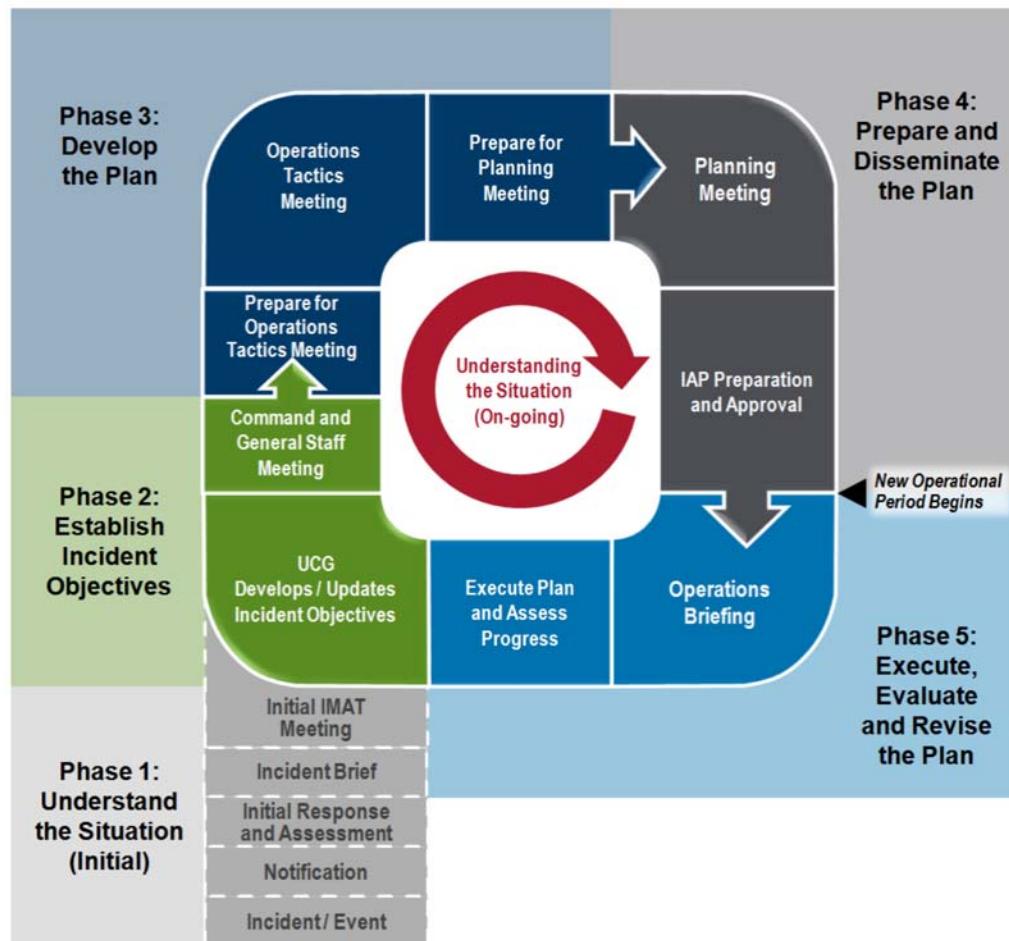 Phase 3:
Develop
the Plan
Operations
Tactics
Meeting
Prepare for
Planning
Meeting
Planning
Meeting
Phase 4:
Prepare and
Disseminate
the Plan
Prepare for
Operations
Tactics Meeting
Understanding
the Situation
(On-going)
IAP Preparation
and Approval
Command and
General Staff
Meeting
New Operational
Period Begins
Phase 2:
Establish
Incident
Objectives
UCG
Develops / Updates
Incident Objectives
Execute Plan
and Assess
Progress
Operations
Briefing
Phase 5:
Execute,
Evaluate
and Revise
the Plan
Phase 1:
Understand
the Situation
(Initial)
Initial IMAT
Meeting
Incident Brief
Initial Response
and Assessment
Notification
Incident / Event